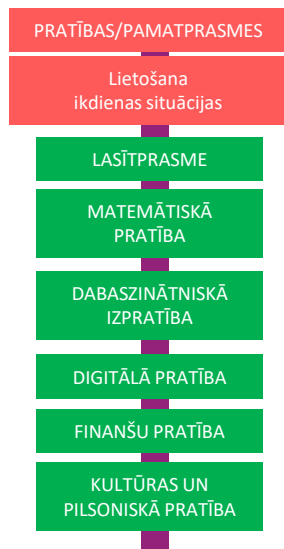 PRATĪBAS/PAMATPRASMES
Lietošana
ikdienas situācijas
LASĪTPRASME
MATEMĀTISKĀ
PRATĪBA
DABASZINĀTNISKĀ
IZPRATĪBA
DIGITĀLĀ PRATĪBA
FINANŠU PRATĪBA
KULTŪRAS UN
PILSONISKĀ PRATĪBA